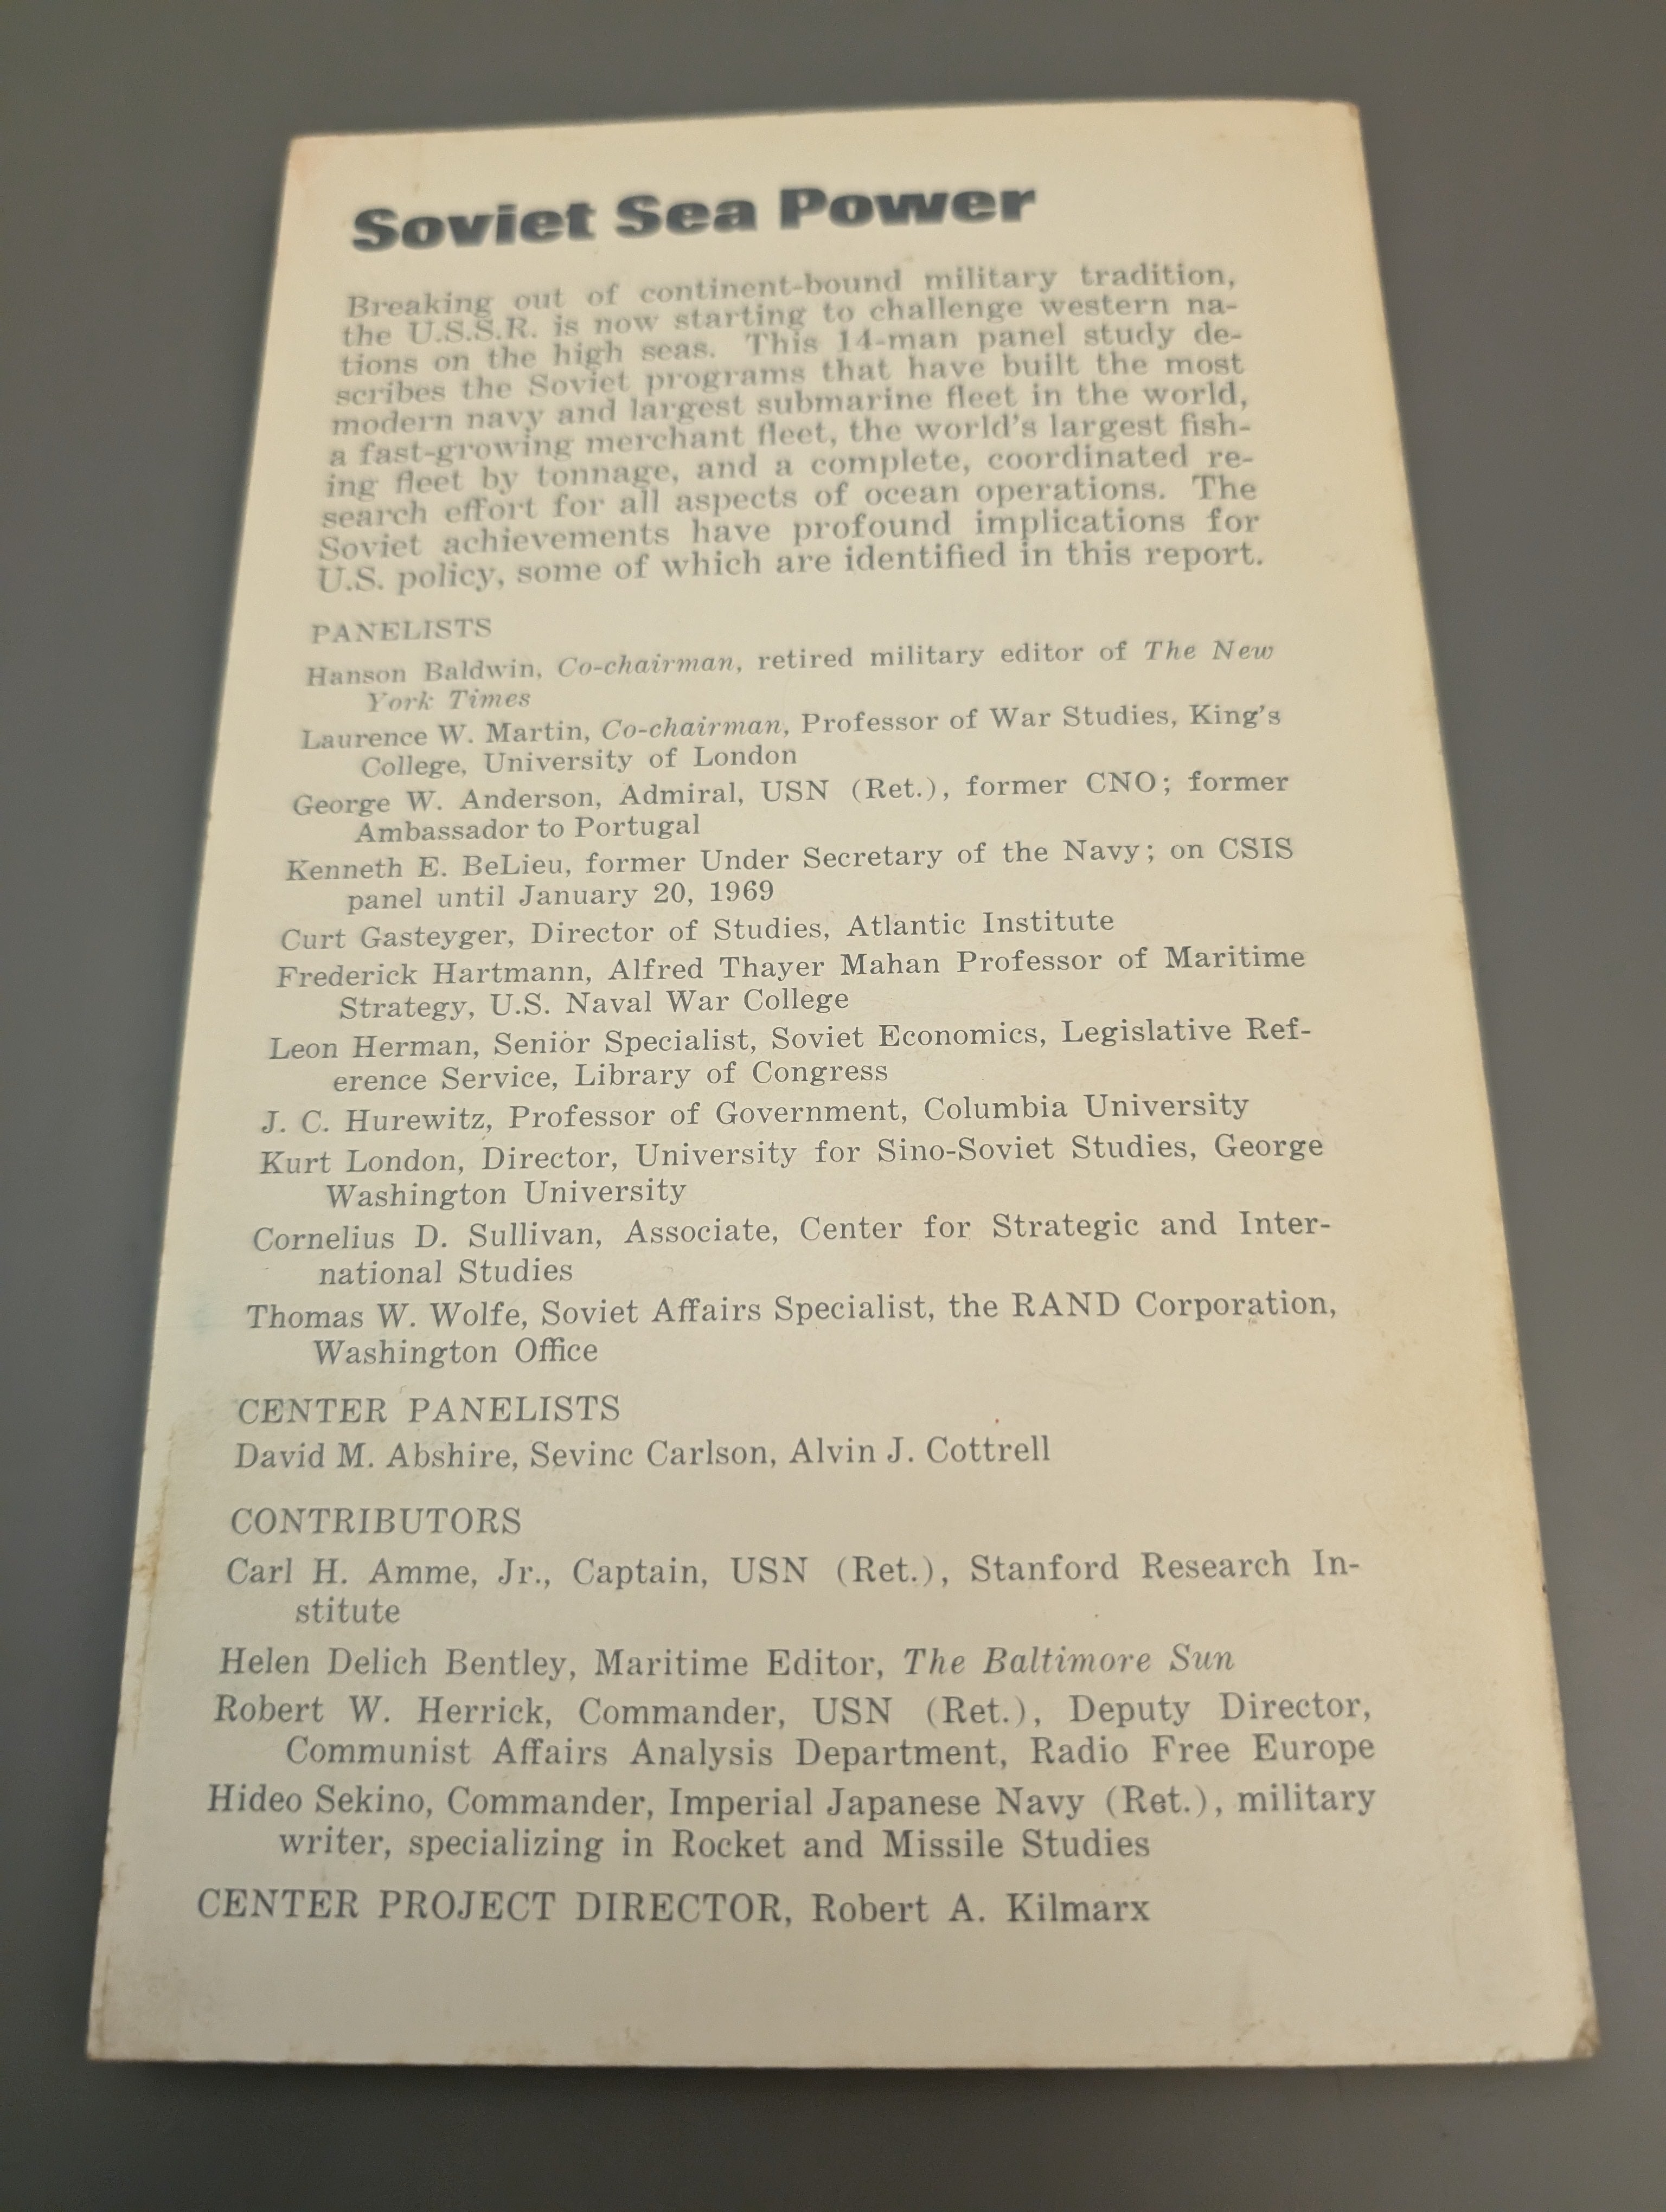 Soviet Sea Power
Breaking out of continent-bound military tradition,
the U.S.S.R. is now starting to challenge western na-
tions on the high seas. This 14-man panel study de-
scribes the Soviet programs that have built the most
modern navy and largest submarine fleet in the world,
a fast-growing merchant fleet, the world's largest fish-
ing fleet by tonnage, and a complete, coordinated re-
search effort for all aspects of ocean operations. The
Soviet achievements have profound implications for
U.S. policy, some of which are identified in this report.
PANELISTS
Hanson Baldwin, Co-chairman, retired military editor of The New
York Times
Laurence W. Martin, Co-chairman, Professor of War Studies, King's
College, University of London
George W. Anderson, Admiral, USN (Ret.), former CNO; former
Ambassador to Portugal
Kenneth E. BeLieu, former Under Secretary of the Navy; on CSIS
panel until January 20, 1969
Curt Gasteyger, Director of Studies, Atlantic Institute
Frederick Hartmann, Alfred Thayer Mahan Professor of Maritime
Strategy, U.S. Naval War College
Leon Herman, Senior Specialist, Soviet Economics, Legislative Ref-
erence Service, Library of Congress
J. C. Hurewitz, Professor of Government, Columbia University
Kurt London, Director, University for Sino-Soviet Studies, George
Washington University
Cornelius D. Sullivan, Associate, Center for Strategic and Inter-
national Studies
Thomas W. Wolfe, Soviet Affairs Specialist, the RAND Corporation,
Washington Office
CENTER PANELISTS
David M. Abshire, Sevinc Carlson, Alvin J. Cottrell
CONTRIBUTORS
Carl H. Amme, Jr., Captain, USN (Ret.), Stanford Research In-
stitute
Helen Delich Bentley, Maritime Editor, The Baltimore Sun
Robert W. Herrick, Commander, USN (Ret.), Deputy Director,
Communist Affairs Analysis Department, Radio Free Europe
Hideo Sekino, Commander, Imperial Japanese Navy (Ret.), military
writer, specializing in Rocket and Missile Studies
CENTER PROJECT DIRECTOR, Robert A. Kilmarx